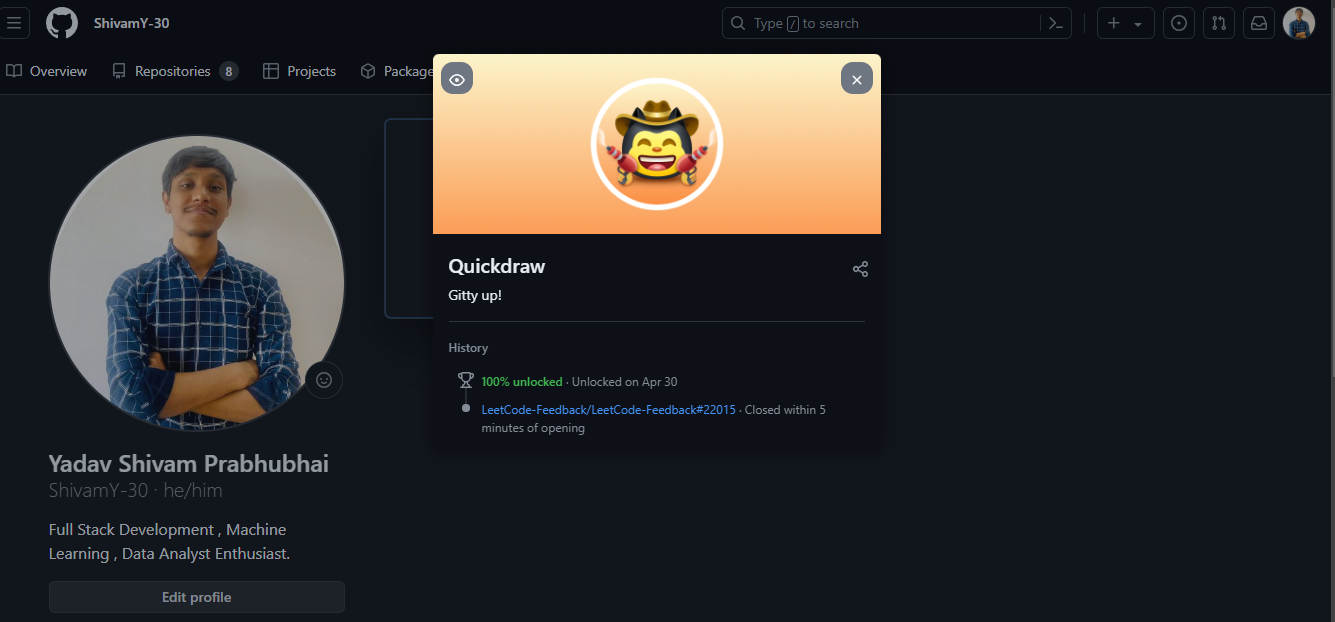 ShivamY-30
Type / to search
Overview
Repositories 8
Projects
Package
Quickdraw
Gitty up!
History
100% unlocked · Unlocked on Apr 30
LeetCode-Feedback/LeetCode-Feedback#22015 · Closed within 5
minutes of opening
Yadav Shivam Prabhubhai
ShivamY-30 · he/him
Full Stack Development , Machine
Learning , Data Analyst Enthusiast.
Edit profile